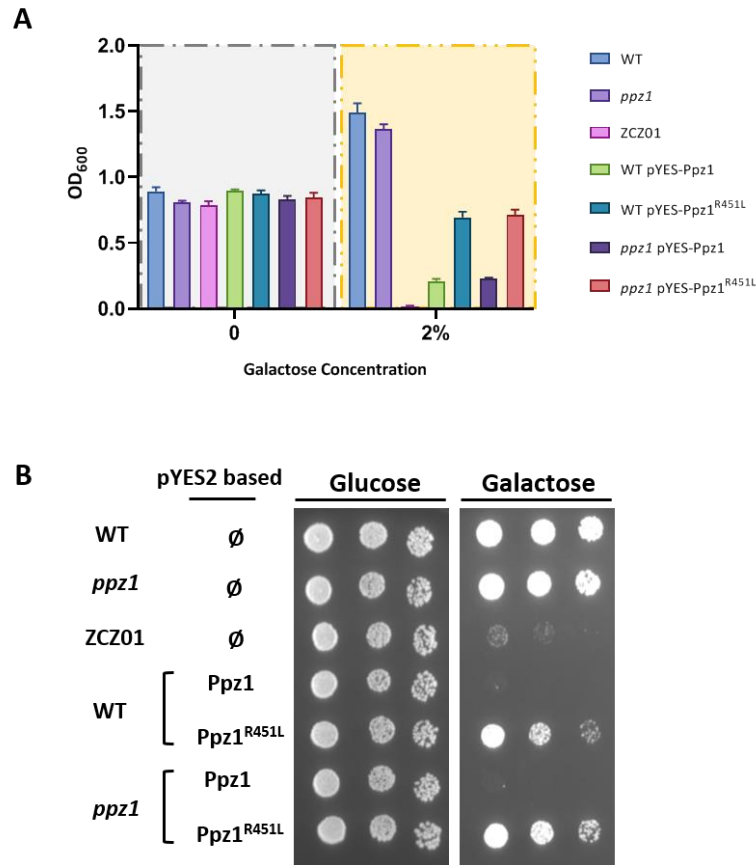 A
OD600
2.0
1.5
1.0
0.5
0.0
0
2%
Galactose Concentration
WT
ppz1
ZCZ01
WT pYES-Ppz1
WT pYES-Ppz1R451L
ppz1 pYES-Ppz1
ppz1 pYES-Ppz1R451L
B
pYES2 based
Glucose
Galactose
WT Ø
ppz1 Ø
ZCZ01 Ø
WT
Ppz1
Ppz1R451L
ppz1
Ppz1
Ppz1R451L